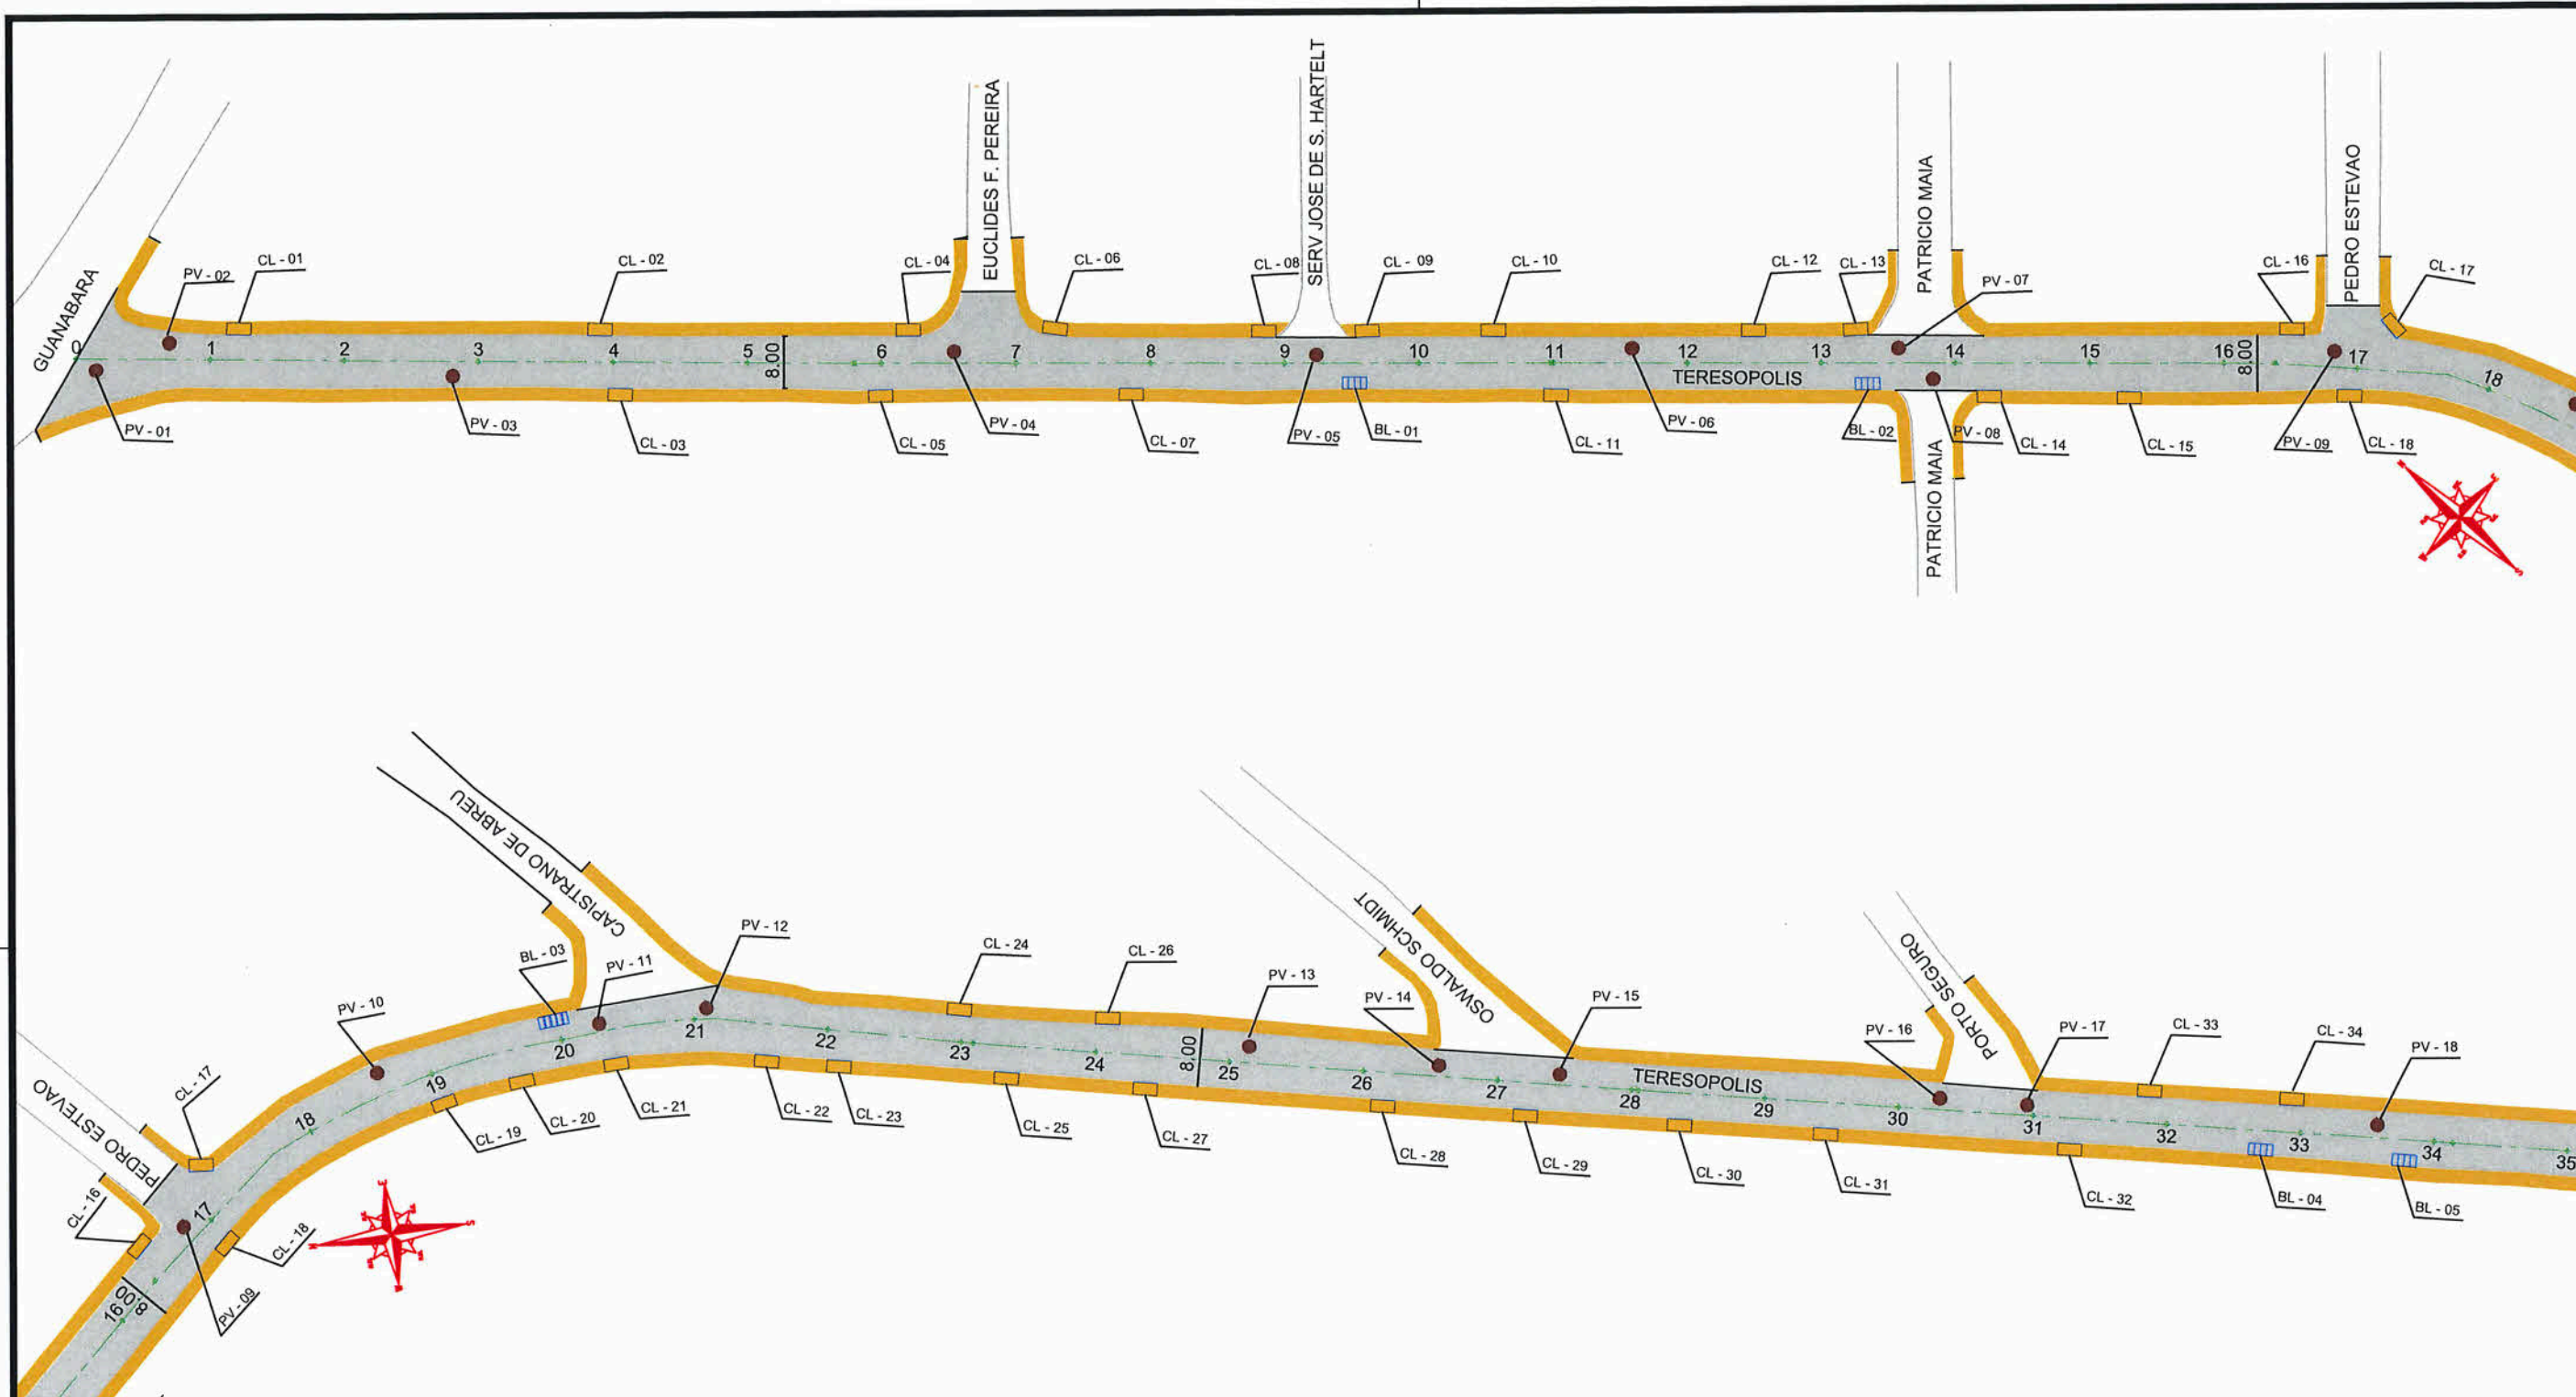 GUANABARA
EUCLIDES F. PEREIRA
SERV JOSE DE S. HARTELT
PATRICIO MAIA
PEDRO ESTEVAO
PV - 02
CL - 01
CL - 02
CL - 04
CL - 06
CL - 08
CL - 09
CL - 10
CL - 12
CL - 13
PV - 07
CL - 16
CL - 17
0
1
2
3
4
5
8.00
6
7
8
9
10
11
12
13
14
15
16
8.00
17
18
TERESOPOLIS
PV - 01
PV - 03
CL - 03
CL - 05
PV - 04
CL - 07
PV - 05
BL - 01
CL - 11
PV - 06
BL - 02
PV - 08
CL - 14
CL - 15
PV - 09
CL - 18
PATRICIO MAIA
CAPISTRANO DE ABREU
OSWALDO SCHMIDT
PORTO SEGURO
PEDRO ESTEVAO
CL - 16
CL - 17
PV - 10
BL - 03
PV - 11
PV - 12
CL - 24
CL - 26
PV - 13
PV - 14
PV - 15
PV - 16
PV - 17
CL - 33
CL - 34
PV - 18
16
8.00
17
18
19
20
21
22
23
24
8.00
25
26
27
28
TERESOPOLIS
29
30
31
32
33
34
35
PV - 09
CL - 18
CL - 19
CL - 20
CL - 21
CL - 22
CL - 23
CL - 25
CL - 27
CL - 28
CL - 29
CL - 30
CL - 31
CL - 32
BL - 04
BL - 05